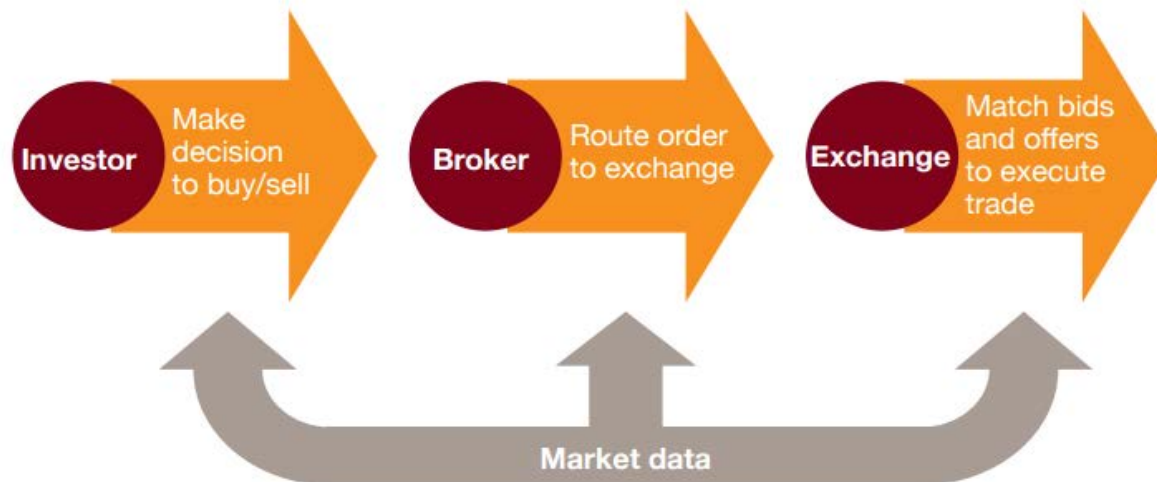 Investor
Make
decision
to buy/sell
Broker
Route order
to exchange
Exchange
Match bids
and offers
to execute
trade
Market data